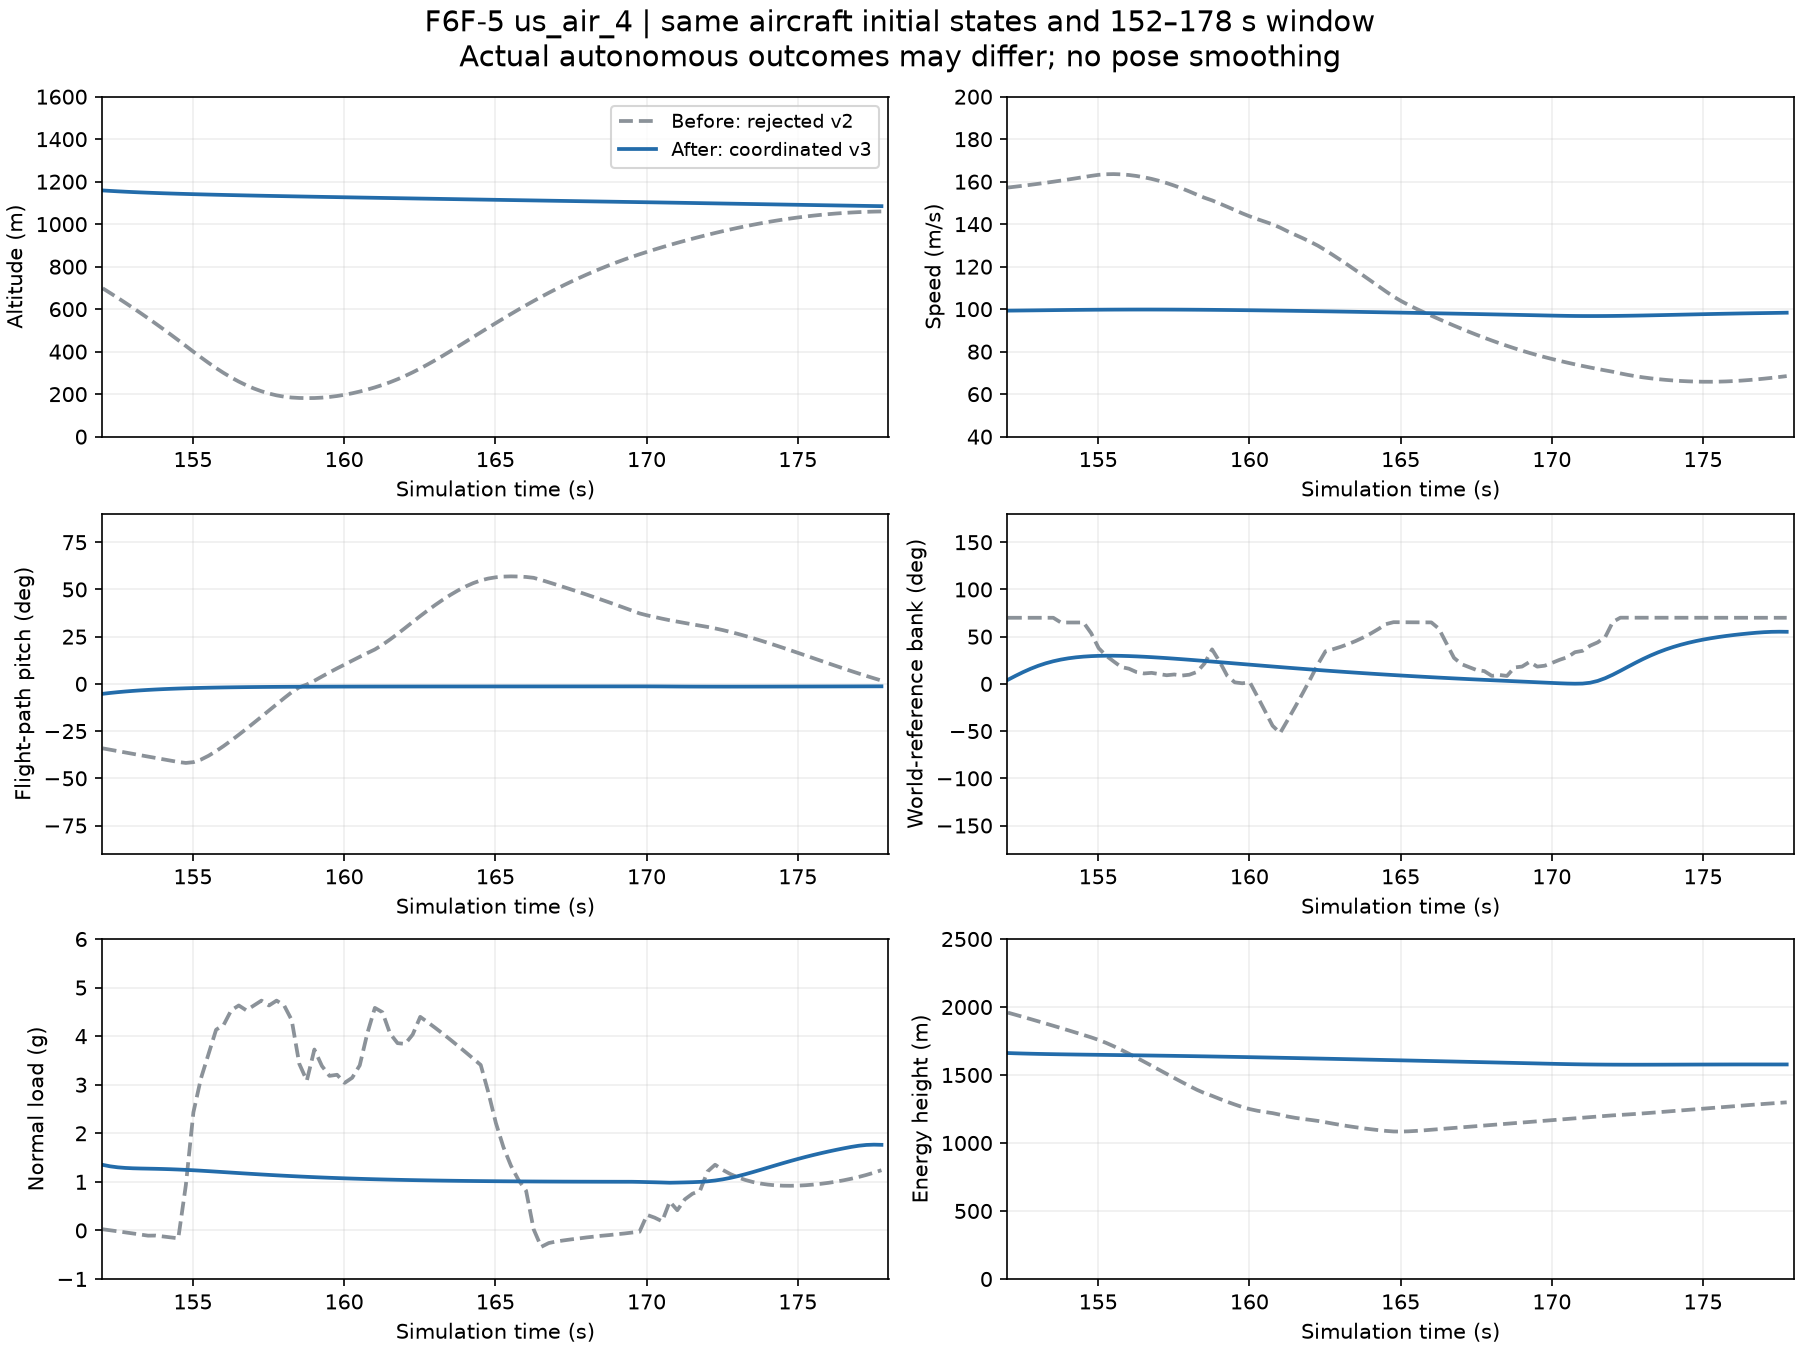 F6F-5 us_air_4 | same aircraft initial states and 152–178 s window
Actual autonomous outcomes may differ; no pose smoothing
Altitude (m)
1600
1400
1200
1000
800
600
400
200
0
Before: rejected v2
After: coordinated v3
155 160 165 170 175
Simulation time (s)
Speed (m/s)
200
180
160
140
120
100
80
60
40
155 160 165 170 175
Simulation time (s)
Flight-path pitch (deg)
75
50
25
0
−25
−50
−75
155 160 165 170 175
Simulation time (s)
World-reference bank (deg)
150
100
50
0
−50
−100
−150
155 160 165 170 175
Simulation time (s)
Normal load (g)
6
5
4
3
2
1
0
−1
155 160 165 170 175
Simulation time (s)
Energy height (m)
2500
2000
1500
1000
500
0
155 160 165 170 175
Simulation time (s)